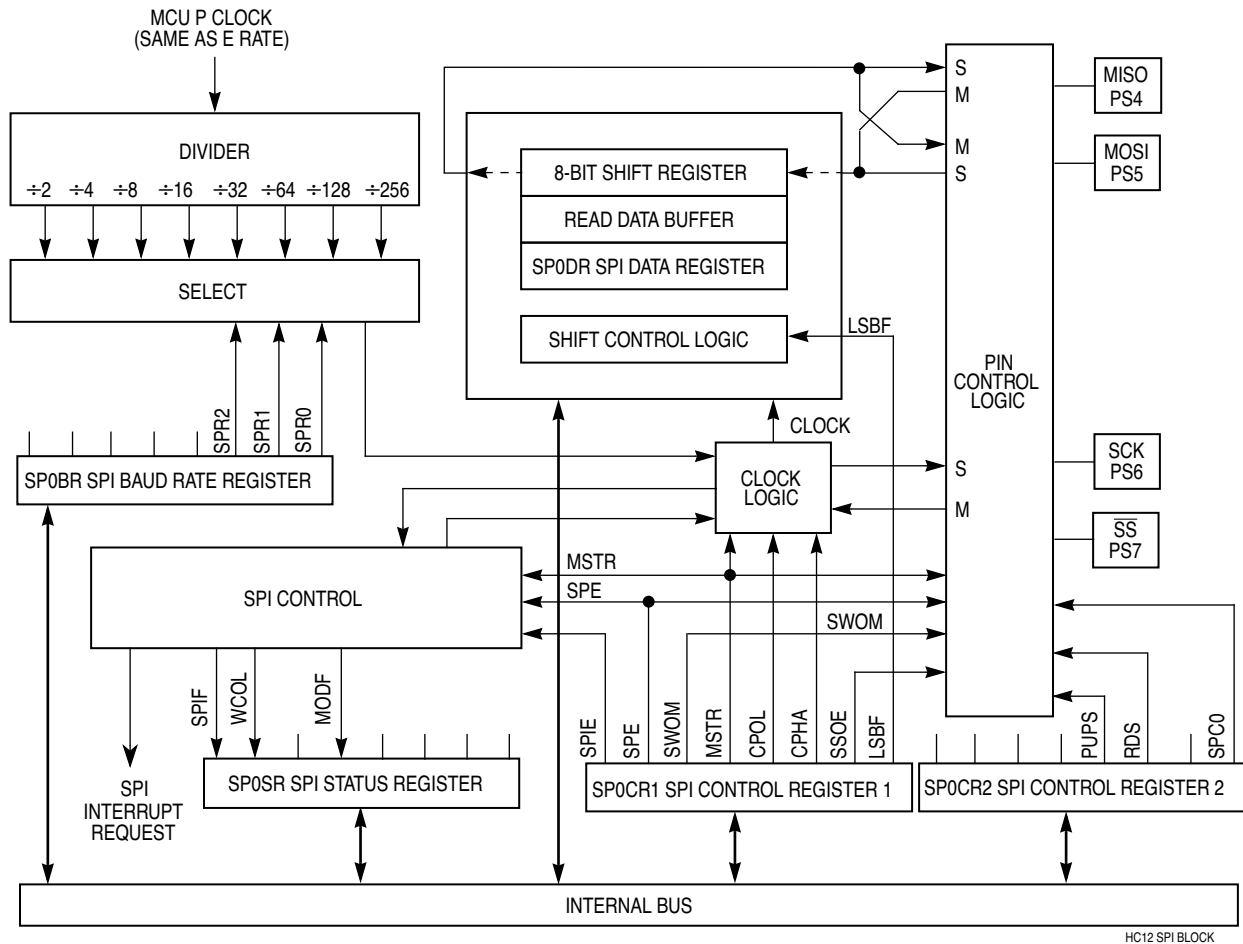 MCU P CLOCK
(SAME AS E RATE)
DIVIDER
÷2 ÷4 ÷8 ÷16 ÷32 ÷64 ÷128 ÷256
SELECT
SPR2
SPR1
SPR0
SP0BR SPI BAUD RATE REGISTER
8-BIT SHIFT REGISTER
READ DATA BUFFER
SP0DR SPI DATA REGISTER
SHIFT CONTROL LOGIC
LSBF
CLOCK
CLOCK
LOGIC
S
M
M
S
S
M
PIN
CONTROL
LOGIC
MISO
PS4
MOSI
PS5
SCK
PS6
SS
PS7
SPI CONTROL
MSTR
SPE
SWOM
SPIF
WCOL
MODF
SPI
INTERRUPT
REQUEST
SP0SR SPI STATUS REGISTER
SPIE
SPE
SWOM
MSTR
CPOL
CPHA
SSOE
LSBF
SP0CR1 SPI CONTROL REGISTER 1
PUPS
RDS
SPC0
SP0CR2 SPI CONTROL REGISTER 2
INTERNAL BUS
HC12 SPI BLOCK